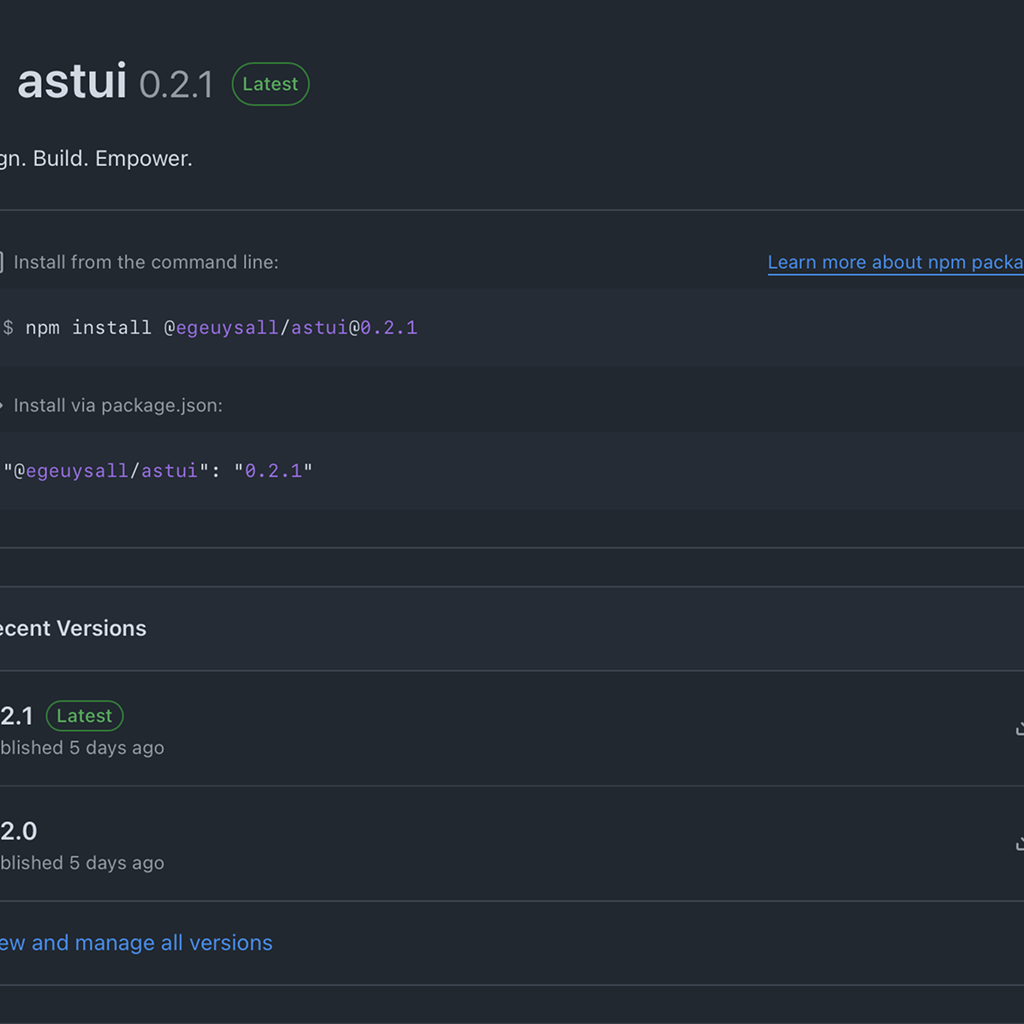 astui 0.2.1 Latest
gn. Build. Empower.
Install from the command line:
Learn more about npm packa
$ npm install @egeuysall/astui@0.2.1
Install via package.json:
"@egeuysall/astui": "0.2.1"
ecent Versions
2.1 Latest
blished 5 days ago
2.0
blished 5 days ago
ew and manage all versions